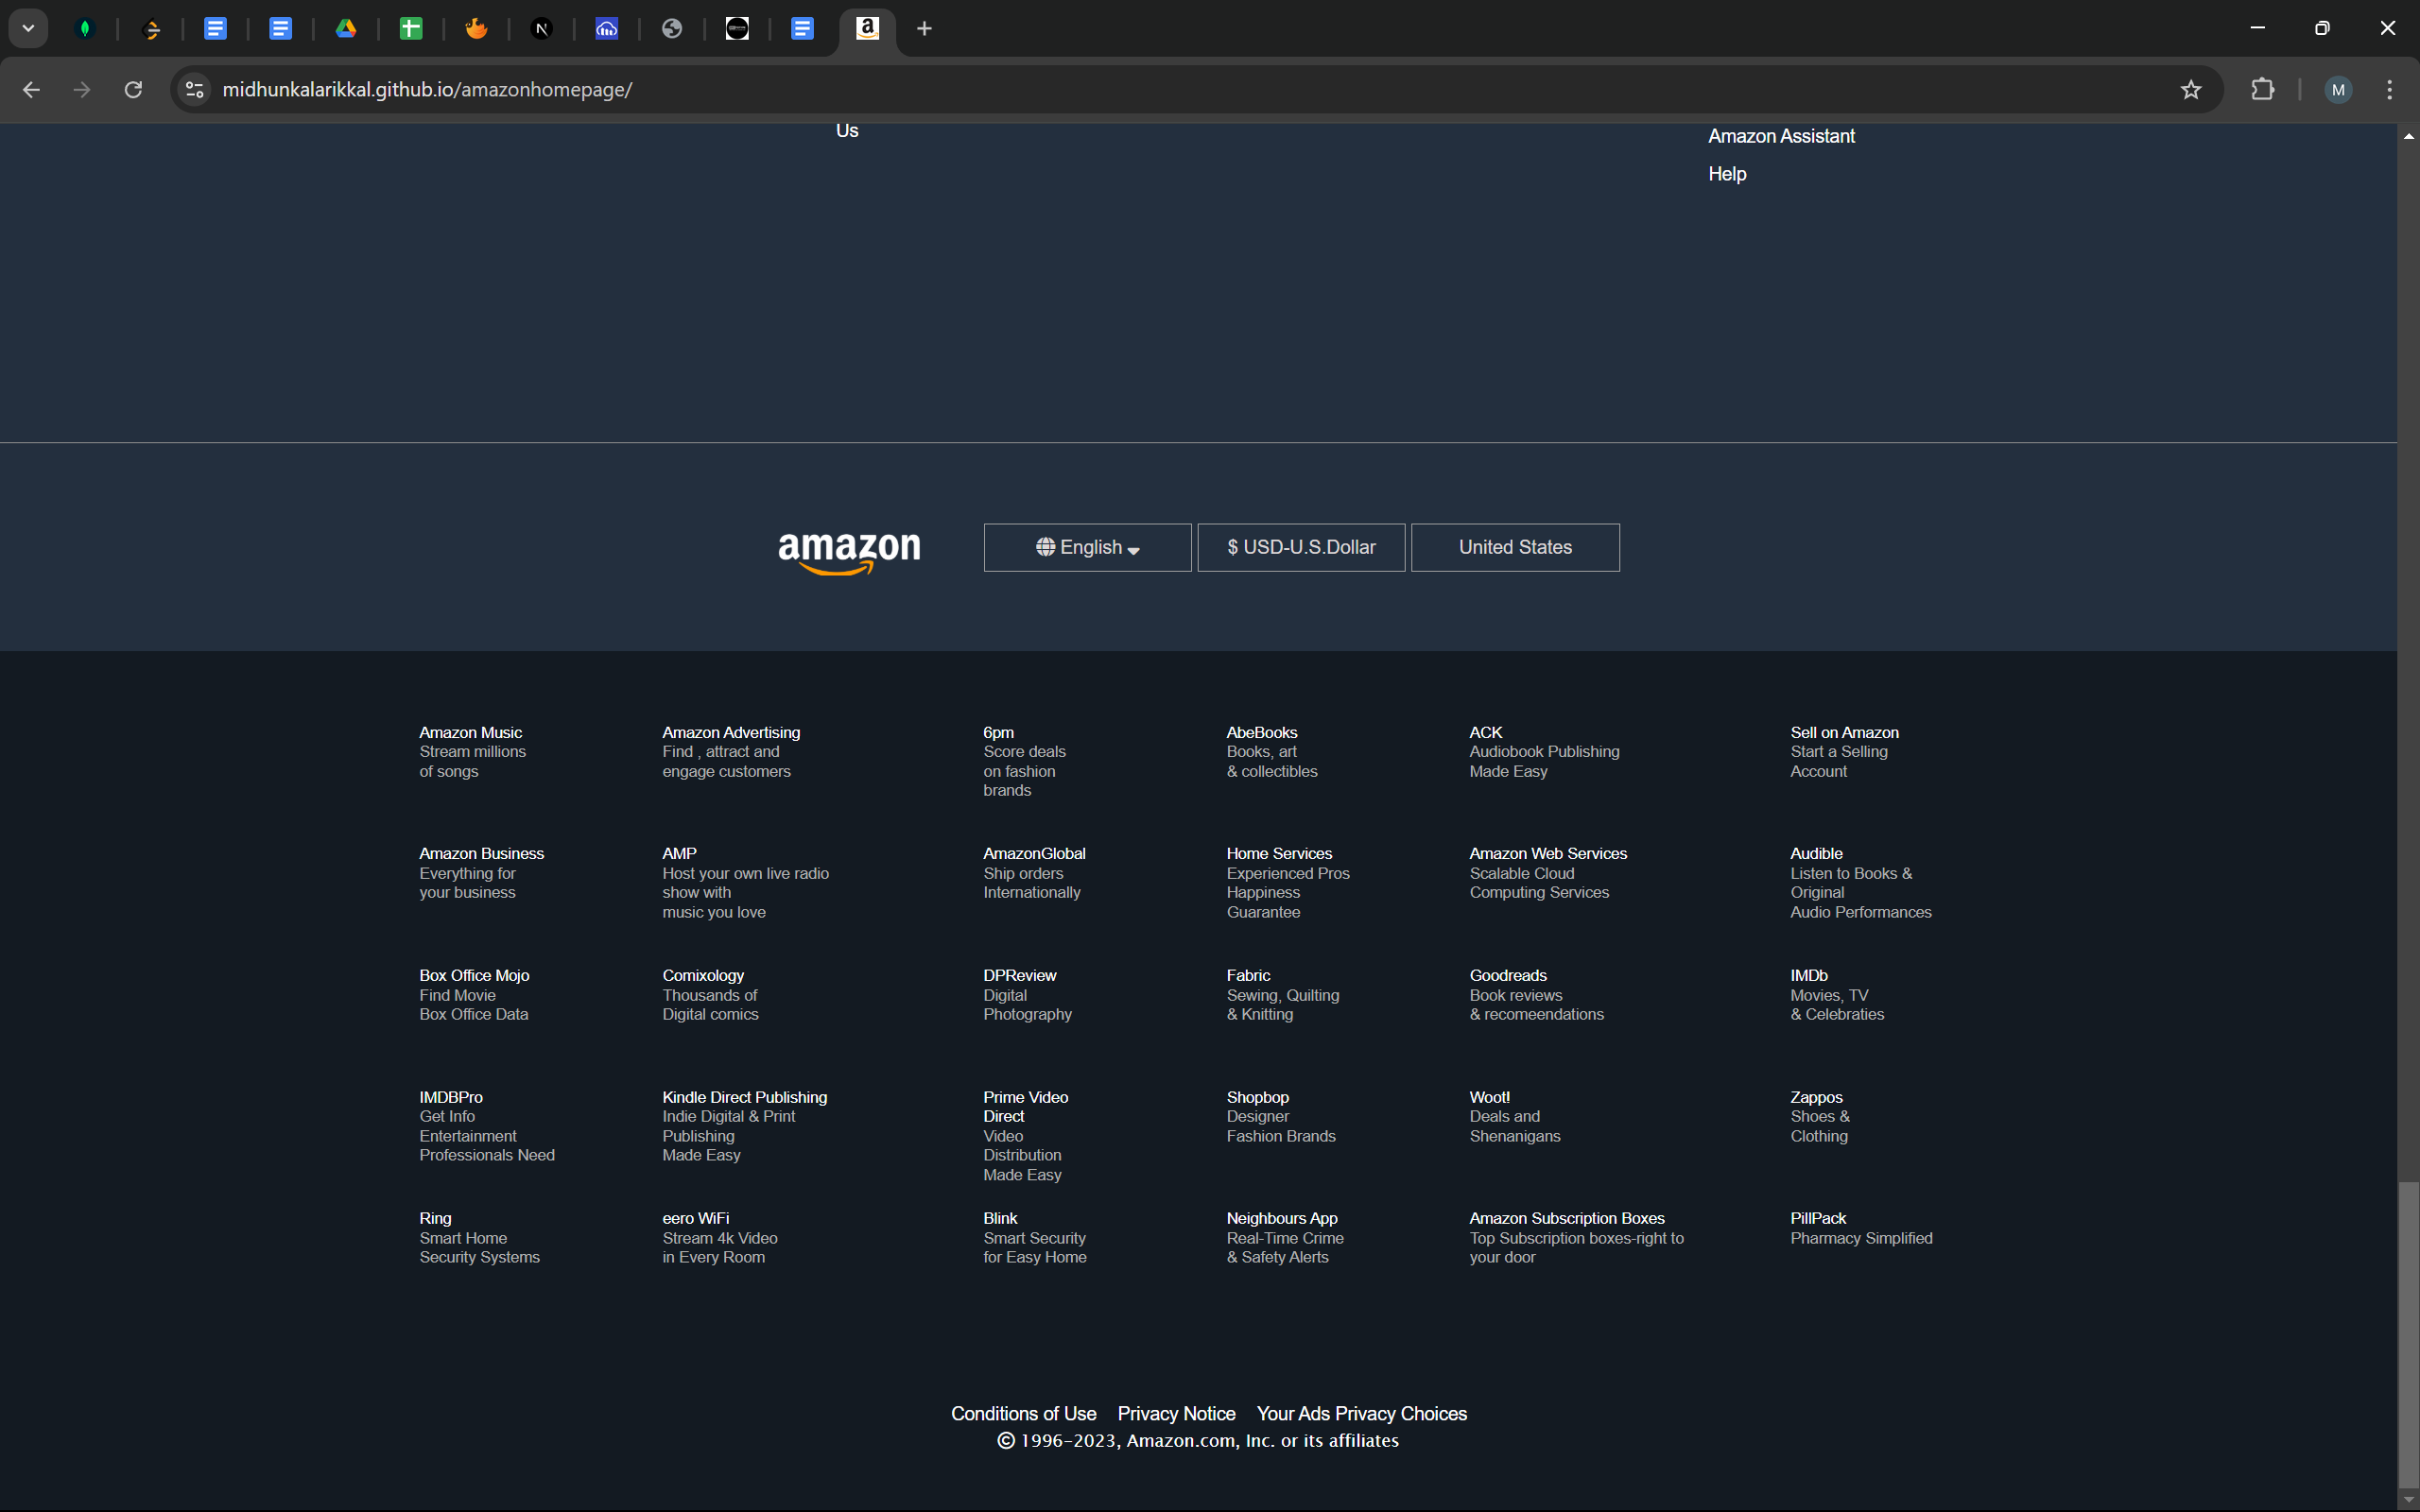 midhunkalarikkal.github.io/amazonhomepage/
M
Us
Amazon Assistant
Help
amazon
English
$ USD-U.S.Dollar
United States
Amazon Music
Stream millions
of songs
Amazon Advertising
Find , attract and
engage customers
6pm
Score deals
on fashion
brands
AbeBooks
Books, art
& collectibles
ACK
Audiobook Publishing
Made Easy
Sell on Amazon
Start a Selling
Account
Amazon Business
Everything for
your business
AMP
Host your own live radio
show with
music you love
AmazonGlobal
Ship orders
Internationally
Home Services
Experienced Pros
Happiness
Guarantee
Amazon Web Services
Scalable Cloud
Computing Services
Audible
Listen to Books &
Original
Audio Performances
Box Office Mojo
Find Movie
Box Office Data
Comixology
Thousands of
Digital comics
DPReview
Digital
Photography
Fabric
Sewing, Quilting
& Knitting
Goodreads
Book reviews
& recomeendations
IMDb
Movies, TV
& Celebraties
IMDBPro
Get Info
Entertainment
Professionals Need
Kindle Direct Publishing
Indie Digital & Print
Publishing
Made Easy
Prime Video
Direct
Video
Distribution
Made Easy
Shopbop
Designer
Fashion Brands
Woot!
Deals and
Shenanigans
Zappos
Shoes &
Clothing
Ring
Smart Home
Security Systems
eero WiFi
Stream 4k Video
in Every Room
Blink
Smart Security
for Easy Home
Neighbours App
Real-Time Crime
& Safety Alerts
Amazon Subscription Boxes
Top Subscription boxes-right to
your door
PillPack
Pharmacy Simplified
Conditions of Use Privacy Notice Your Ads Privacy Choices
© 1996-2023, Amazon.com, Inc. or its affiliates